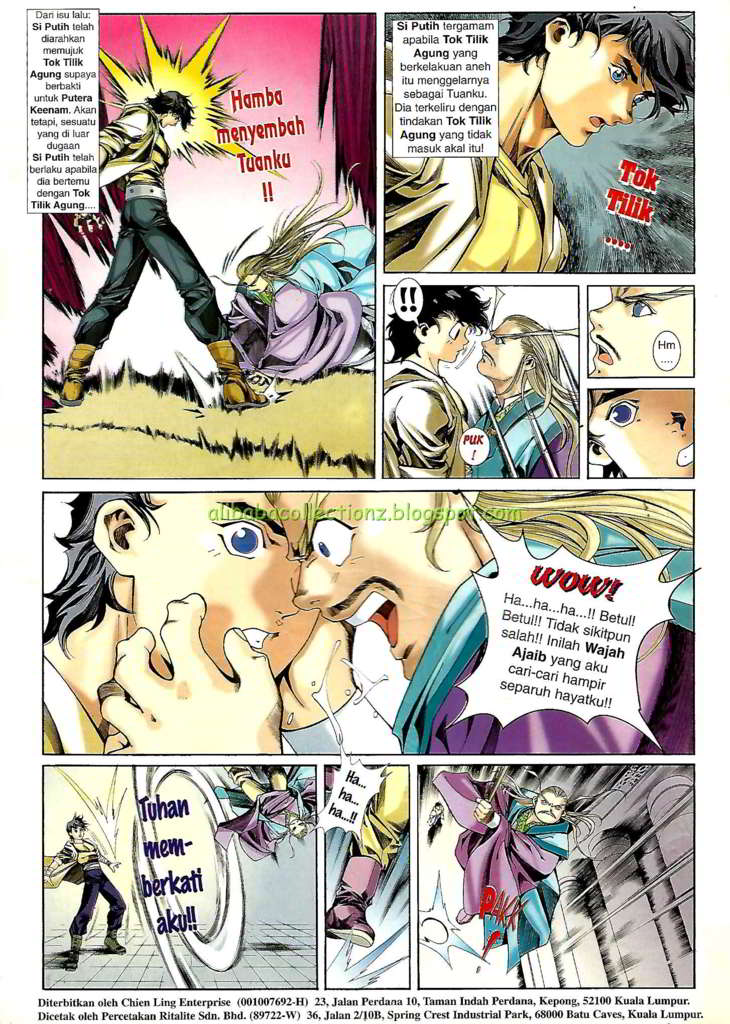 Dari isu lalu:
Si Putih telah
diarahkan
memujuk
Tok Tilik
Agung supaya
berbakti
untuk Putera
Keenam. Akan
tetapi, sesuatu
yang di luar
dugaan
Si Putih telah
berlaku apabila
dia bertemu
dengan Tok
Tilik Agung....
Hamba
menyembah
Tuanku
!!
Si Putih tergamam
apabila Tok Tilik
Agung yang
berkelakuan aneh
itu menggelarnya
sebagai Tuanku.
Dia terkeliru dengan
tindakan Tok Tilik
Agung yang tidak
masuk akal itu!
Tok
Tilik
....
!!
PUK
!
Hm
....
alibabacollectionz.blogspot.com
WOW!
Ha...ha...ha...!! Betul!
Betul!! Tidak sikitpun
salah!! Inilah Wajah
Ajaib yang aku
cari-cari hampir
separuh hayatku!!
Tuhan
mem-
berkati
aku!!
Ha...
ha...
ha...!!
PAKK
!
Diterbitkan oleh Chien Ling Enterprise (001007692-H) 23, Jalan Perdana 10, Taman Indah Perdana, Kepong, 52100 Kuala Lumpur.
Dicetak oleh Percetakan Ritalite Sdn. Bhd. (89722-W) 36, Jalan 2/10B, Spring Crest Industrial Park, 68000 Batu Caves, Kuala Lumpur.